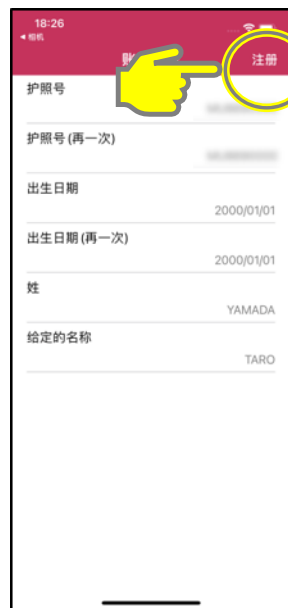 18:26
◀ 相机
账
注册
护照号
护照号 (再一次)
出生日期
2000/01/01
出生日期 (再一次)
2000/01/01
姓
YAMADA
给定的名称
TARO